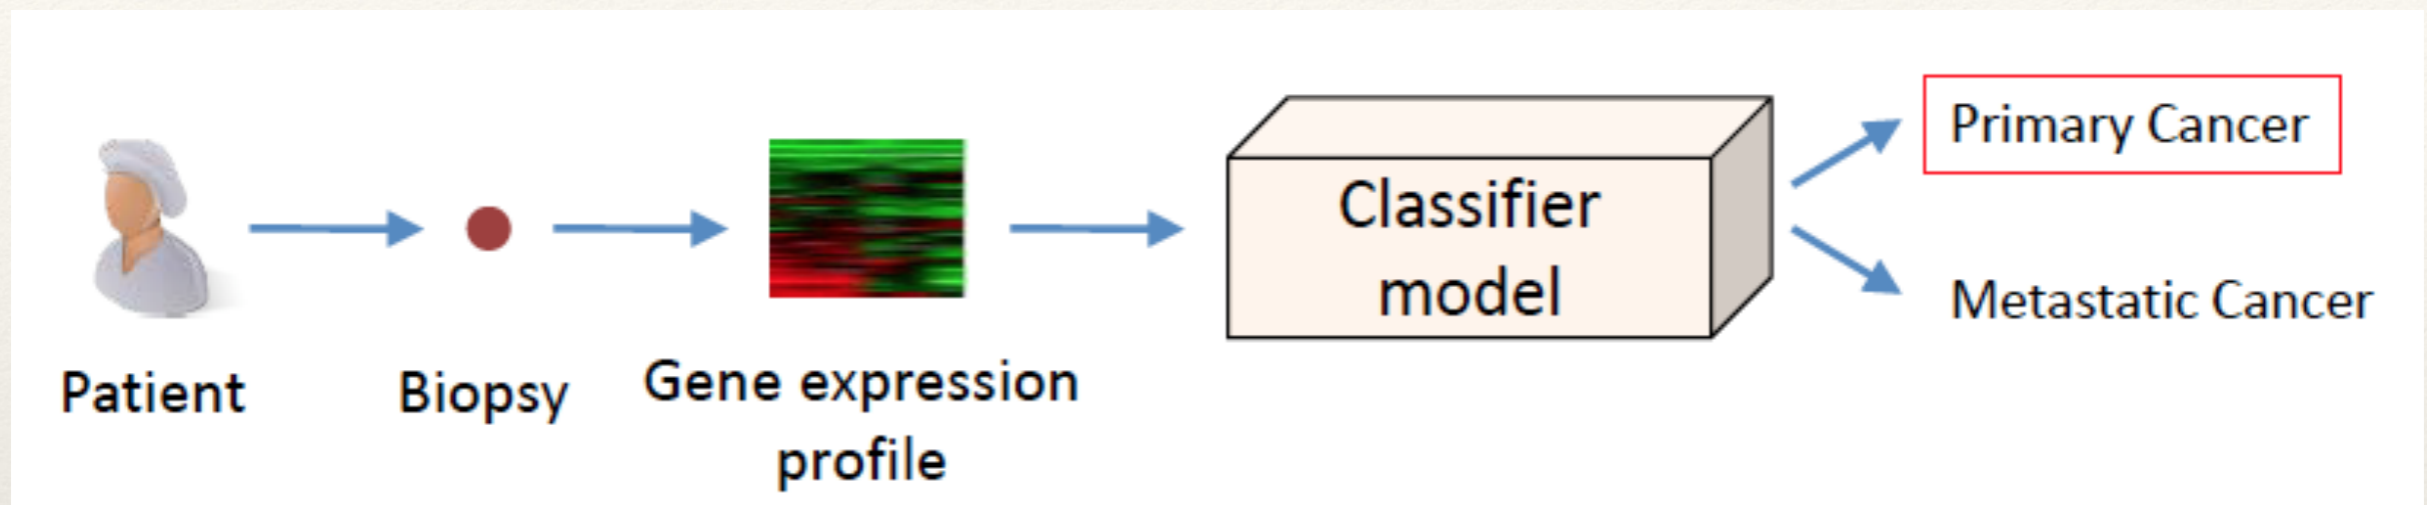 Patient
Biopsy
Gene expression
profile
Classifier
model
Primary Cancer
Metastatic Cancer